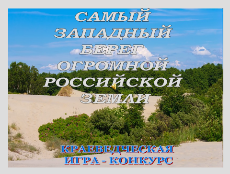 САМЫЙ
ЗАПАДНЫЙ
БЕРЕГ
ОГРОМНОЙ
РОССИЙСКОЙ
ЗЕМЛИ
КРАЕВЕДЧЕСКАЯ
ИГРА - КОНКУРС